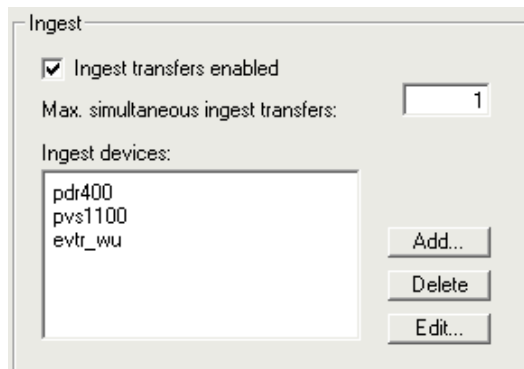 Ingest
Ingest transfers enabled
Max. simultaneous ingest transfers: 1
Ingest devices:
pdr400
pvs1100
evtr_wu
Add...
Delete
Edit...